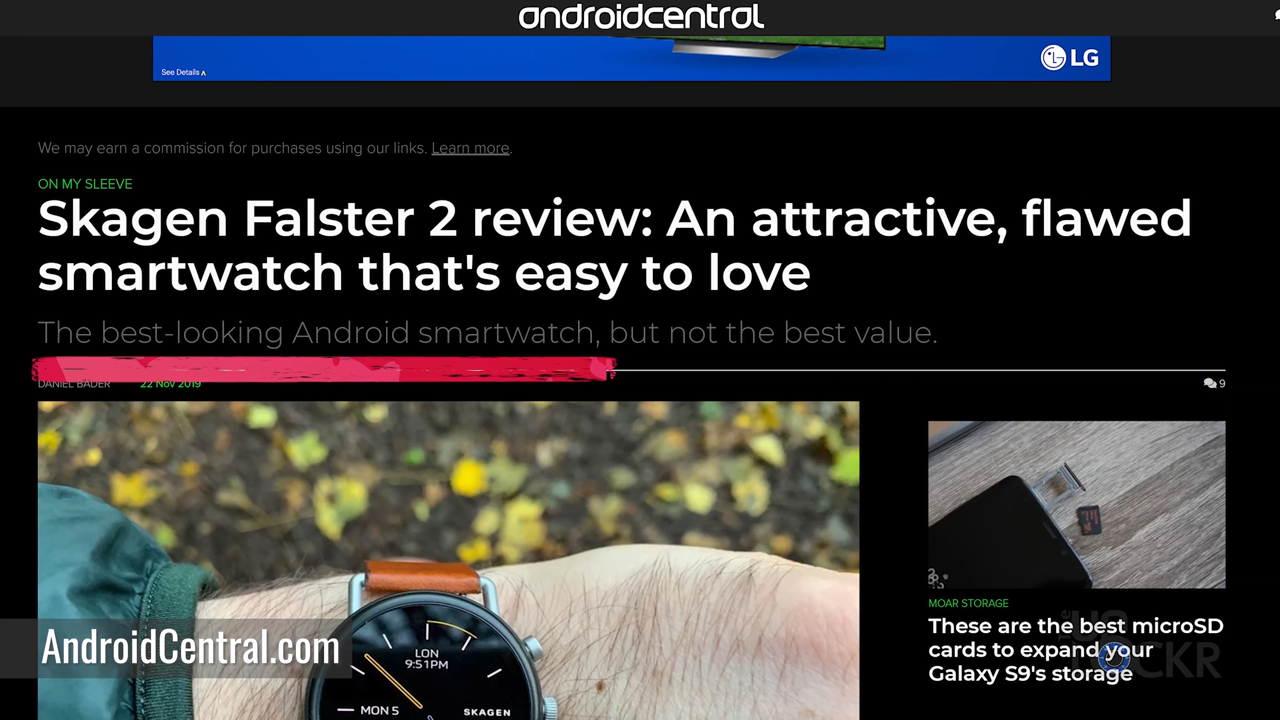 androidcentral
See Details
LG
We may earn a commission for purchases using our links. Learn more.
ON MY SLEEVE
Skagen Falster 2 review: An attractive, flawed
smartwatch that's easy to love
The best-looking Android smartwatch, but not the best value.
DANIEL BADER 22 Nov 2019
9
LON
9:51PM
MON 5
SKAGEN
AndroidCentral.com
MOAR STORAGE
These are the best microSD
cards to expand your
Galaxy S9's storage